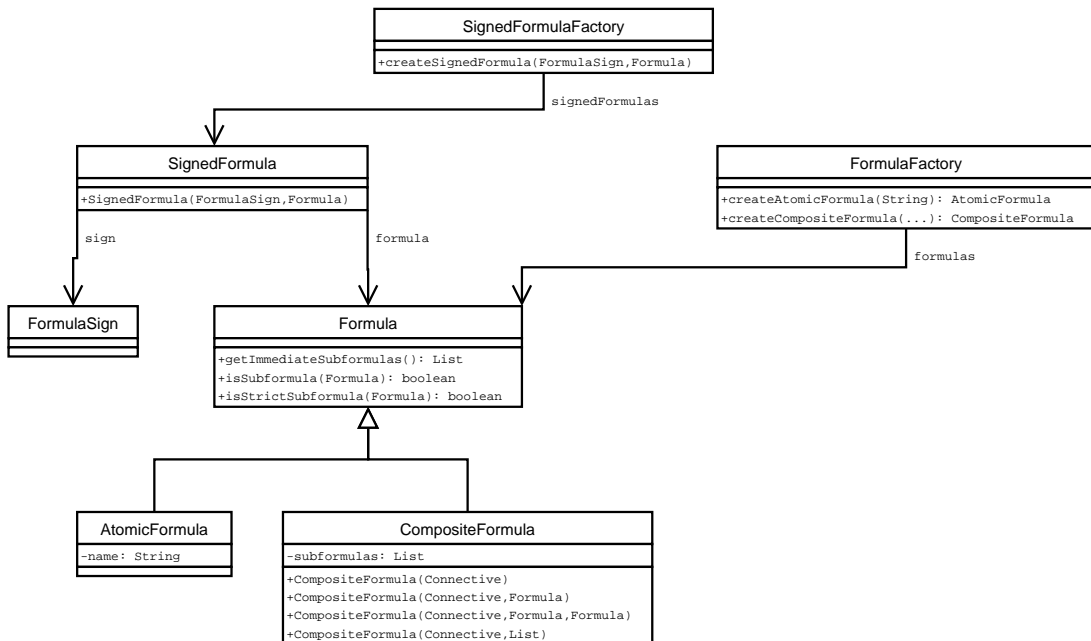 SignedFormulaFactory
+createSignedFormula(FormulaSign,Formula)
signedFormulas
SignedFormula
+SignedFormula(FormulaSign,Formula)
FormulaFactory
+createAtomicFormula(String): AtomicFormula
+createCompositeFormula(...): CompositeFormula
sign
formula
formulas
FormulaSign
Formula
+getImmediateSubformulas(): List
+isSubformula(Formula): boolean
+isStrictSubformula(Formula): boolean
AtomicFormula
-name: String
CompositeFormula
-subformulas: List
+CompositeFormula(Connective)
+CompositeFormula(Connective,Formula)
+CompositeFormula(Connective,Formula,Formula)
+CompositeFormula(Connective,List)